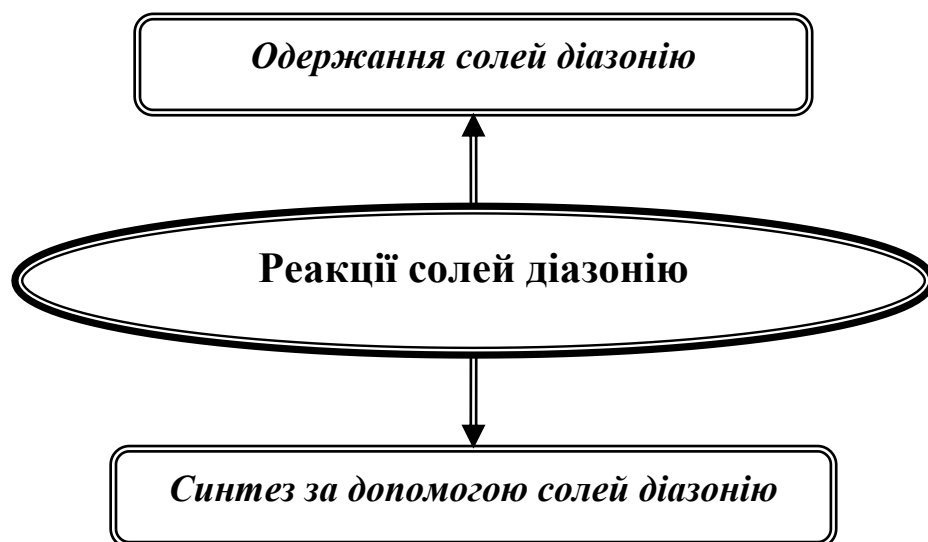 Одержання солей діазонію
Реакції солей діазонію
Синтез за допомогою солей діазонію